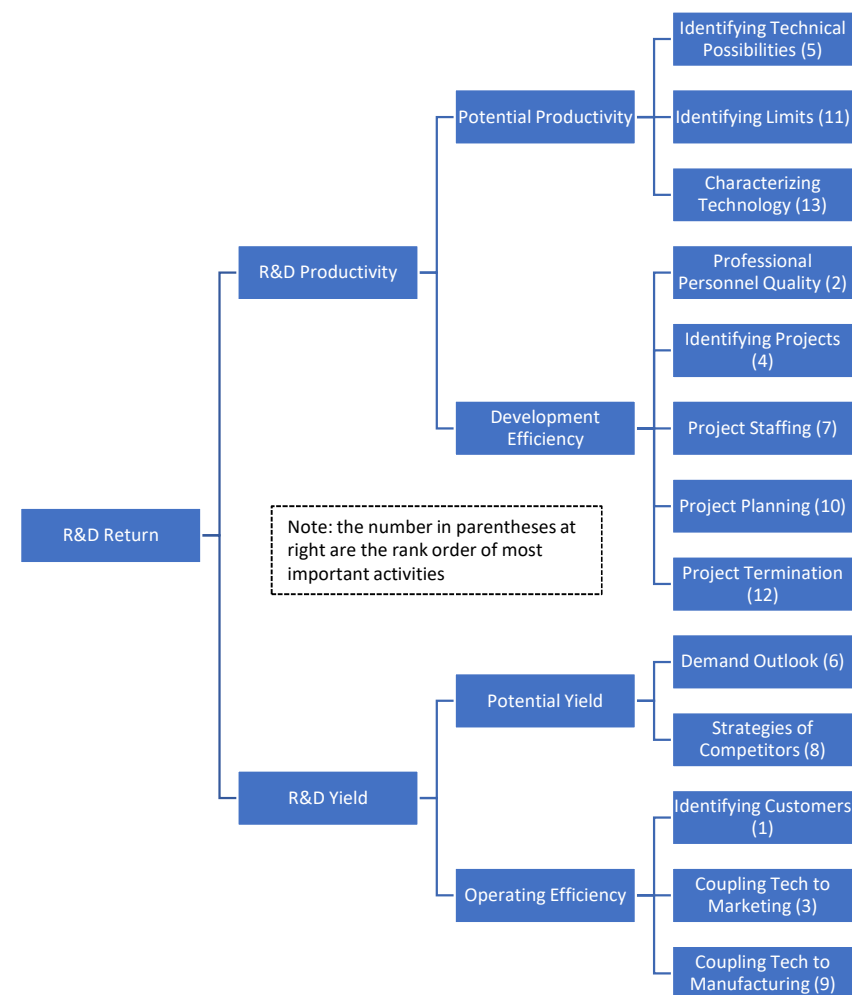 R&D Return
R&D Productivity
Potential Productivity
Identifying Technical
Possibilities (5)
Identifying Limits (11)
Characterizing
Technology (13)
Development
Efficiency
Professional
Personnel Quality (2)
Identifying Projects
(4)
Project Staffing (7)
Project Planning (10)
Project Termination
(12)
Note: the number in parentheses at
right are the rank order of most
important activities
R&D Yield
Potential Yield
Demand Outlook (6)
Strategies of
Competitors (8)
Operating Efficiency
Identifying Customers
(1)
Coupling Tech to
Marketing (3)
Coupling Tech to
Manufacturing (9)